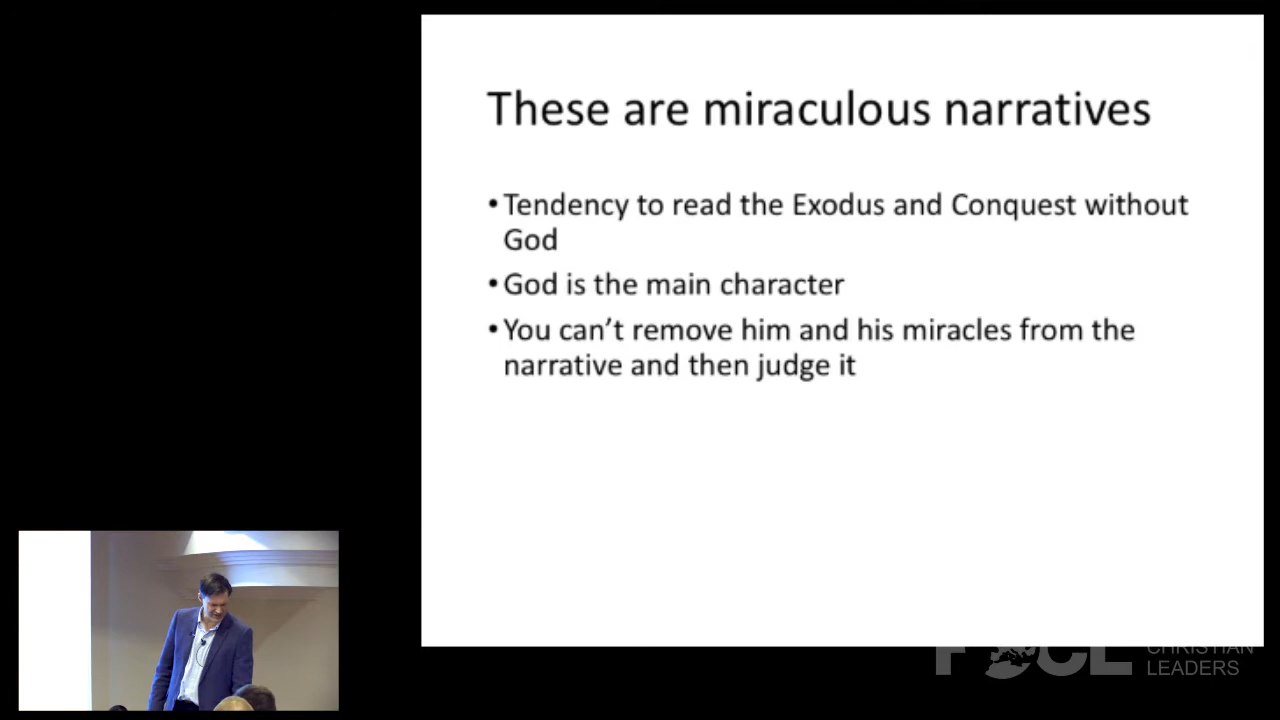 These are miraculous narratives
• Tendency to read the Exodus and Conquest without
God
• God is the main character
• You can’t remove him and his miracles from the
narrative and then judge it
CHRISTIAN
LEADERS